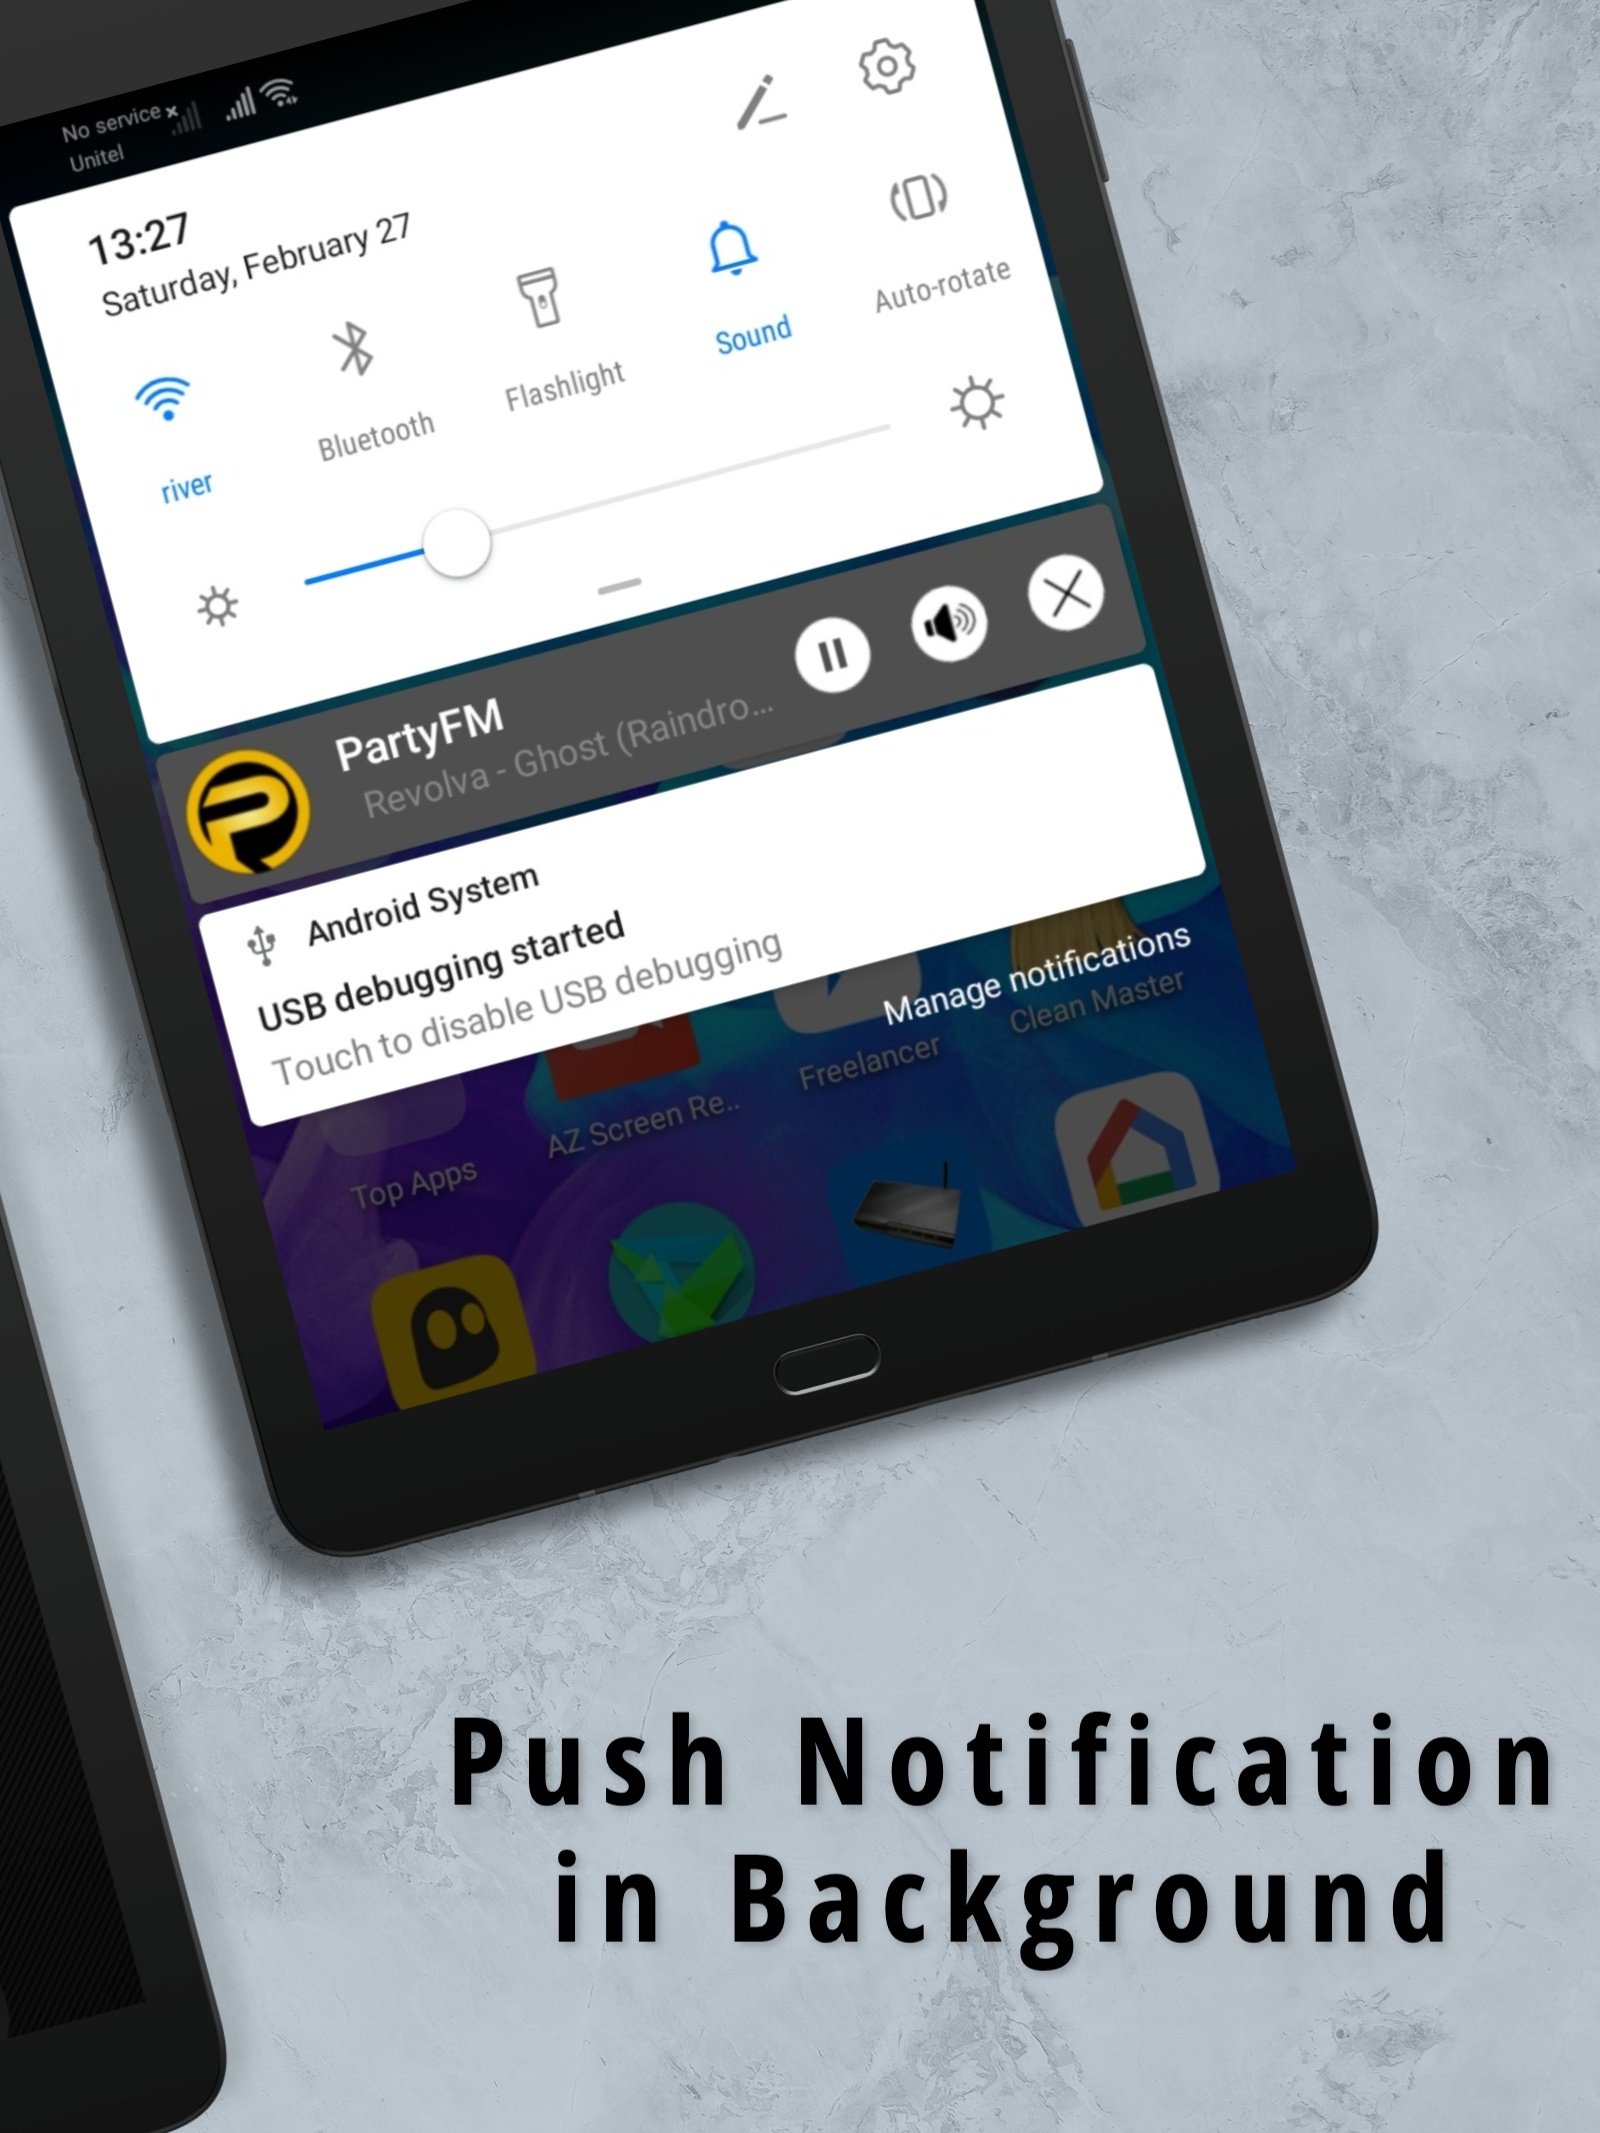 No service
Unitel
13:27
Saturday, February 27
river
Bluetooth
Flashlight
Sound
Auto-rotate
PartyFM
Revolva - Ghost (Raindro...
Android System
USB debugging started
Touch to disable USB debugging
Manage notifications
Top Apps
AZ Screen Re..
Freelancer
Clean Master
Push Notification
in Background